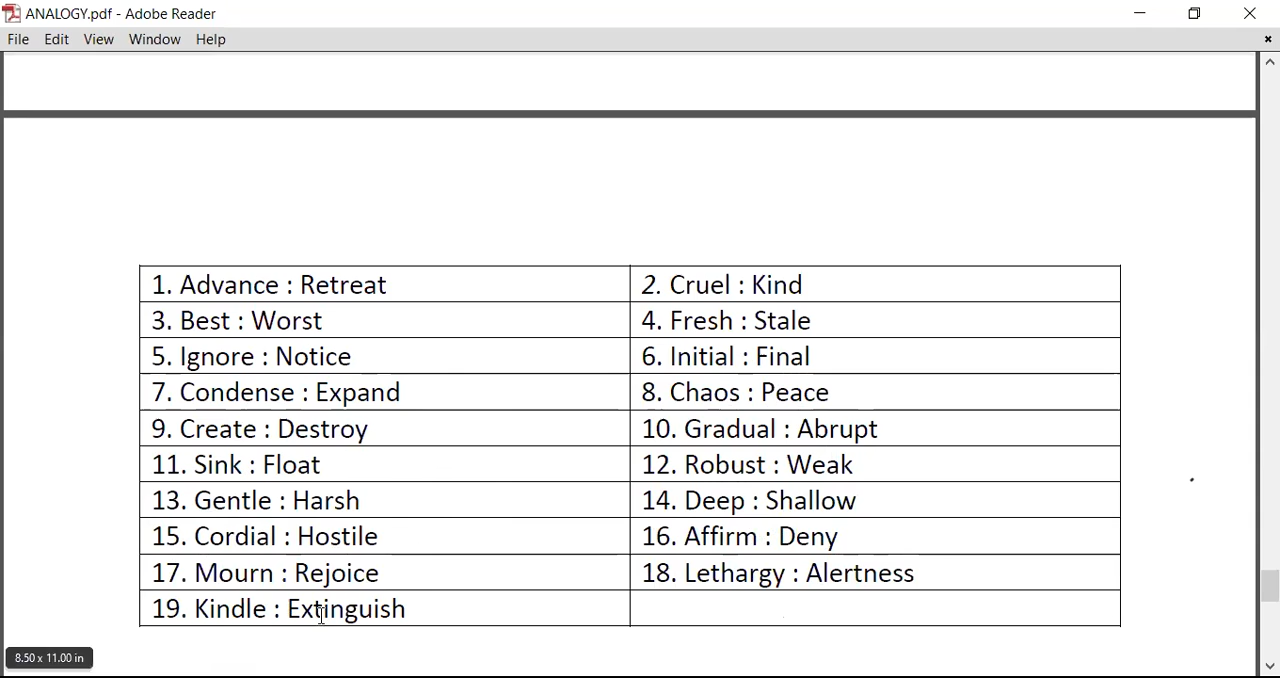 ANALOGY.pdf - Adobe Reader
File Edit View Window Help
1. Advance : Retreat
2. Cruel : Kind
3. Best : Worst
4. Fresh : Stale
5. Ignore : Notice
6. Initial : Final
7. Condense : Expand
8. Chaos : Peace
9. Create : Destroy
10. Gradual : Abrupt
11. Sink : Float
12. Robust : Weak
13. Gentle : Harsh
14. Deep : Shallow
15. Cordial : Hostile
16. Affirm : Deny
17. Mourn : Rejoice
18. Lethargy : Alertness
19. Kindle : Extinguish
8.50 x 11.00 in